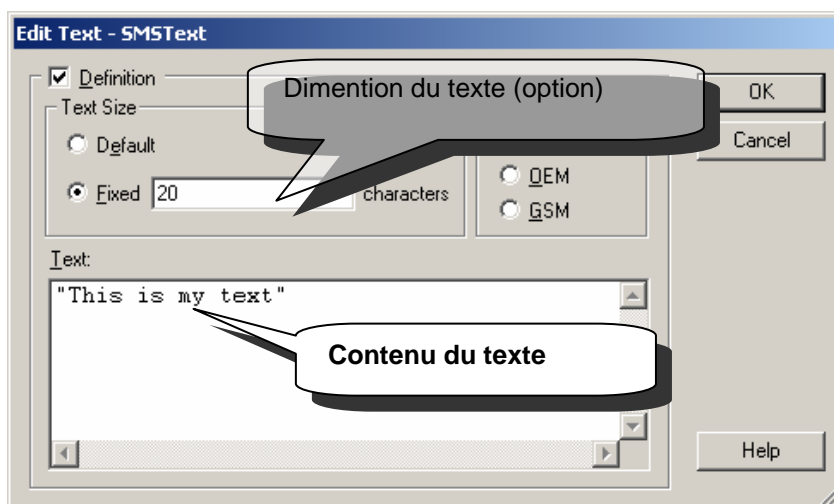 Edit Text - SMSText
Definition
Dimention du texte (option)
Text Size
Default
Fixed 20 characters
OEM
GSM
OK
Cancel
Text:
"This is my text"
Contenu du texte
Help